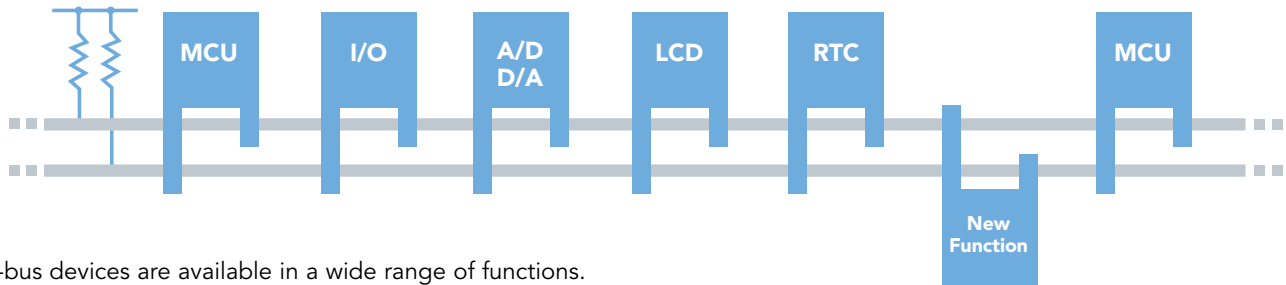 MCU
I/O
A/D
D/A
LCD
RTC
MCU
New
Function
-bus devices are available in a wide range of functions.